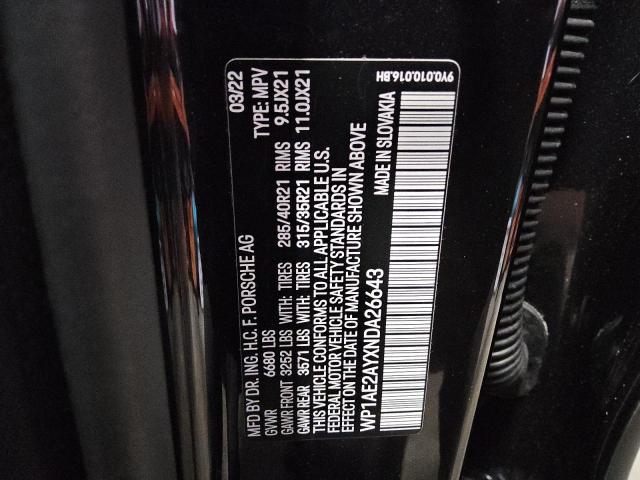 MFD BY DR. ING. H.C. F. PORSCHE AG 03/22
GVWR 6680 LBS TYPE: MPV
GAWR FRONT 3252 LBS WITH: TIRES 285/40R21 RIMS 9.5JX21
GAWR REAR 3571 LBS WITH: TIRES 315/35R21 RIMS 11.0JX21
THIS VEHICLE CONFORMS TO ALL APPLICABLE U.S.
FEDERAL MOTOR VEHICLE SAFETY STANDARDS IN
EFFECT ON THE DATE OF MANUFACTURE SHOWN ABOVE
WP1AE2AYXNDA26643 MADE IN SLOVAKIA
9Y0.010.016.BH